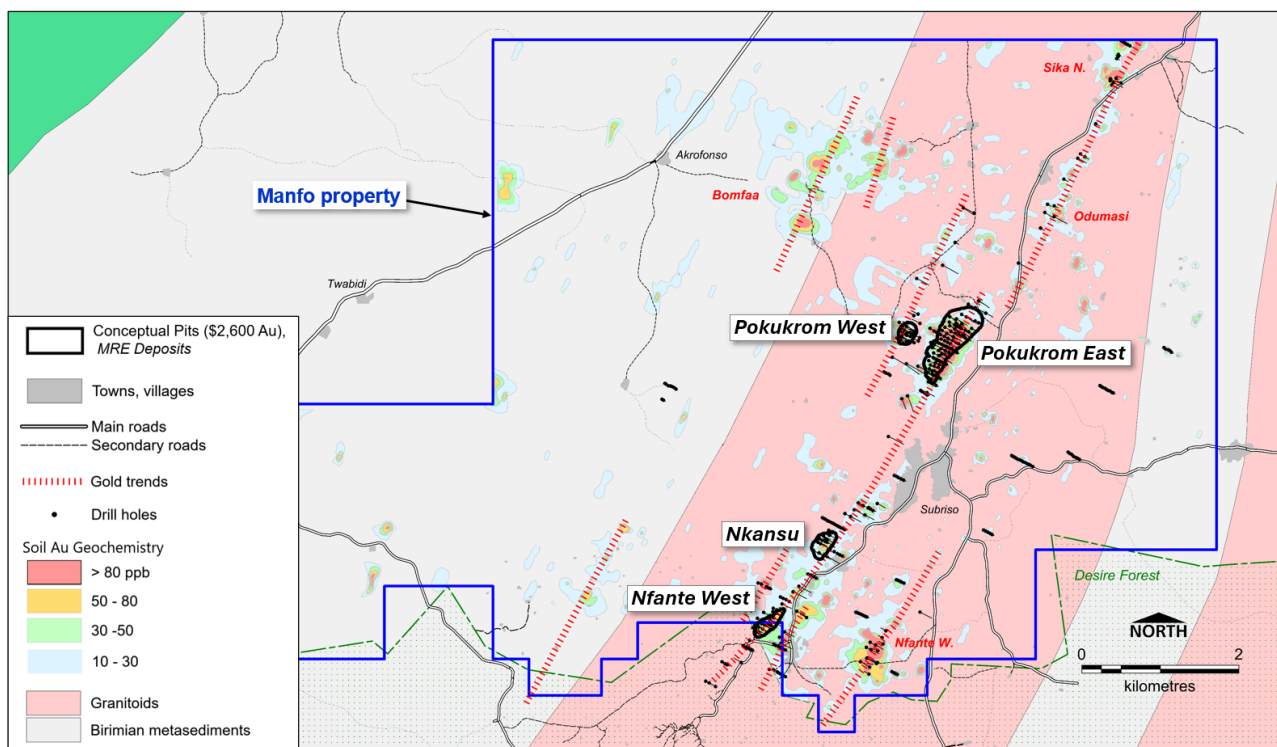 Sika N.
Akrofonso
Bomfaa
Manfo property
Odumasi
Twabidi
Pokukrom West
Pokukrom East
Subriso
Nkansu
Desire Forest
Nfante West
Nfante W.
NORTH
0 2
kilometres
Conceptual Pits ($2,600 Au),
MRE Deposits
Towns, villages
Main roads
Secondary roads
Gold trends
Drill holes
Soil Au Geochemistry
> 80 ppb
50 - 80
30 -50
10 - 30
Granitoids
Birimian metasediments